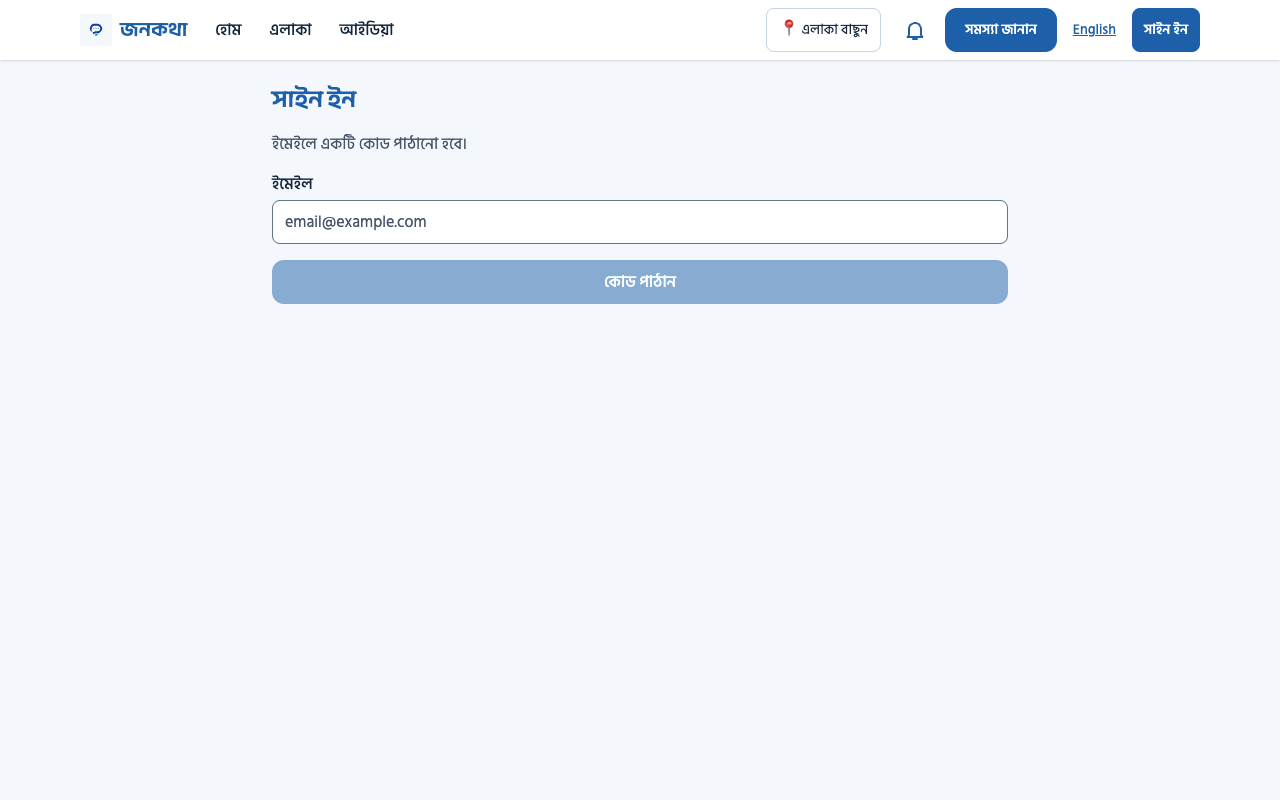 জনকথা
হোম
এলাকা
আইডিয়া
এলাকা বাছুন
সমস্যা জানান
English
সাইন ইন
সাইন ইন
ইমেইলে একটি কোড পাঠানো হবে।
ইমেইল
email@example.com
কোড পাঠান